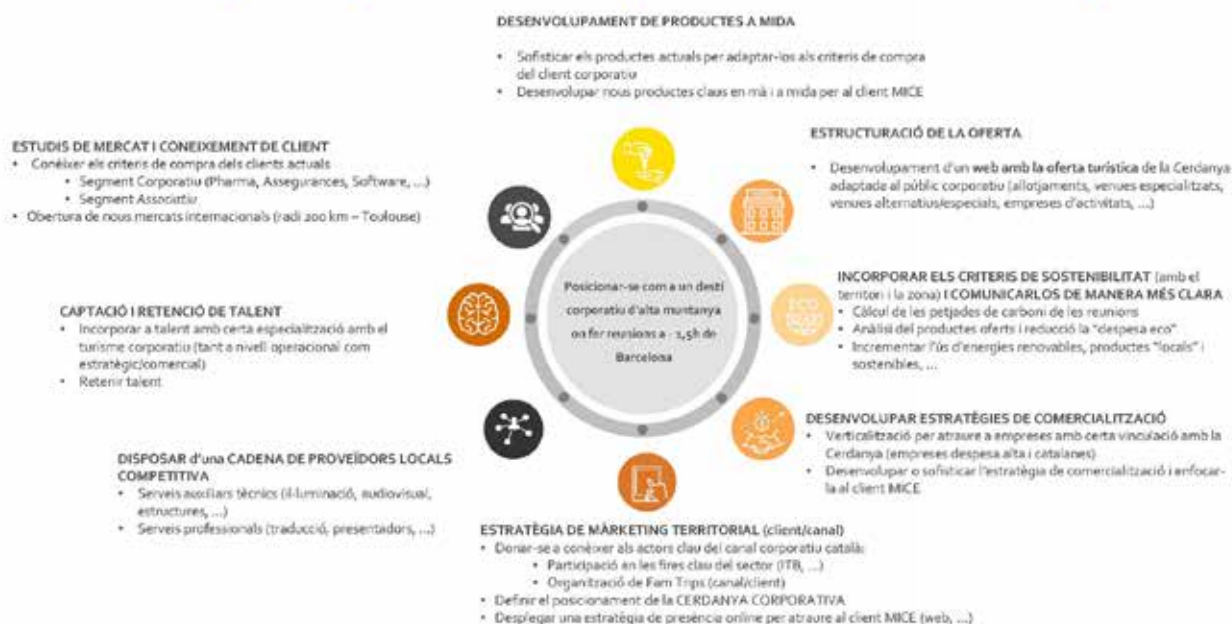 DESENVOLUPAMENT DE PRODUCTES A MIDA
• Sofisticar els productes actuals per adaptar-los als criteris de compra
del client corporatiu
• Desenvolupar nous productes claus en mà i a mida per al client MICE
ESTUDIS DE MERCAT I CONEIXEMENT DE CLIENT
• Conèixer els criteris de compra dels clients actuals
• Segment Corporatiu (Pharma, Assegurances, Software, ...)
• Segment Associatiu
• Obertura de nous mercats internacionals (radi 200 km – Toulouse)
ESTRUCTURACIÓ DE LA OFERTA
• Desenvolupament d'un web amb la oferta turística de la Cerdanya
adaptada al públic corporatiu (allotjaments, venues especialitzats,
venues alternatius/especials, empreses d'activitats, ...)
CAPTACIÓ I RETENCIÓ DE TALENT
• Incorporar a talent amb certa especialització amb el
turisme corporatiu (tant a nivell operacional com
estratègic/comercial)
• Retenir talent
Posicionar-se com a un destí
corporatiu d'alta muntanya
on fer reunions a - 1,5h de
Barcelona
ECO
INCORPORAR ELS CRITERIS DE SOSTENIBILITAT (amb el
territori i la zona) I COMUNICARLOS DE MANERA MÉS CLARA
• Càlcul de les petjades de carboni de les reunions
• Anàlisi del productes oferts i reducció la "despesa eco"
• Incrementar l'ús d'energies renovables, productes "locals" i
sostenibles, ...
DISPOSAR d'una CADENA DE PROVEÏDORS LOCALS
COMPETITIVA
• Serveis auxiliars tècnics (il·luminació, audiovisual,
estructures, ...)
• Serveis professionals (traducció, presentadors, ...)
DESENVOLUPAR ESTRATÈGIES DE COMERCIALITZACIÓ
• Verticalització per atraure a empreses amb certa vinculació amb la
Cerdanya (empreses despesa alta i catalanes)
• Desenvolupar o sofisticar l'estratègia de comercialització i enfocar-
la al client MICE
ESTRATÈGIA DE MÀRKETING TERRITORIAL (client/canal)
• Donar-se a conèixer als actors clau del canal corporatiu català:
• Participació en les fires clau del sector (ITB, ...)
• Organització de Fam Trips (canal/client)
• Definir el posicionament de la CERDANYA CORPORATIVA
• Desplegar una estratègia de presència online per atraure al client MICE (web, ...)